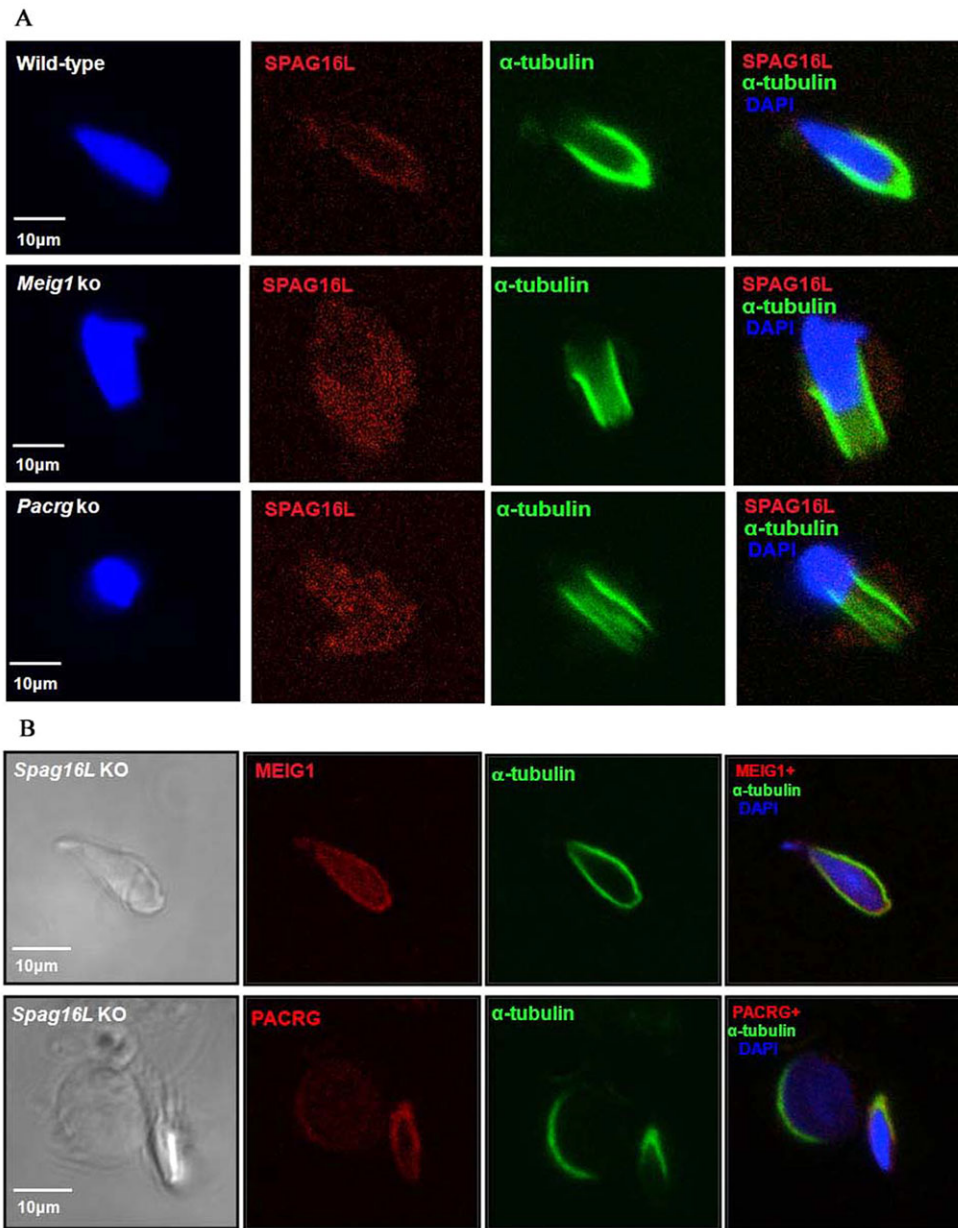 A
Wild-type
10µm
SPAG16L
α-tubulin
SPAG16L
α-tubulin
DAPI
Meig1 ko
10µm
SPAG16L
α-tubulin
SPAG16L
α-tubulin
DAPI
Pacrg ko
10µm
SPAG16L
α-tubulin
SPAG16L
α-tubulin
DAPI
B
Spag16L KO
10µm
MEIG1
α-tubulin
MEIG1+
α-tubulin
DAPI
Spag16L KO
10µm
PACRG
α-tubulin
PACRG+
α-tubulin
DAPI